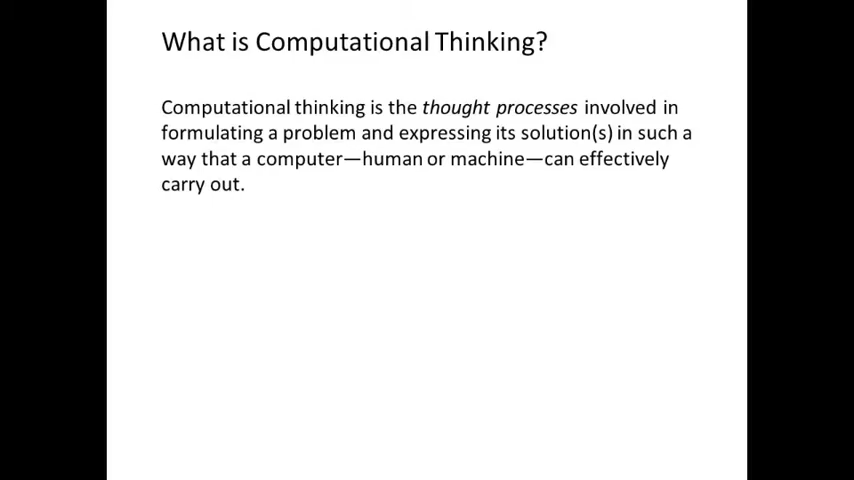 What is Computational Thinking?
Computational thinking is the thought processes involved in
formulating a problem and expressing its solution(s) in such a
way that a computer—human or machine—can effectively
carry out.